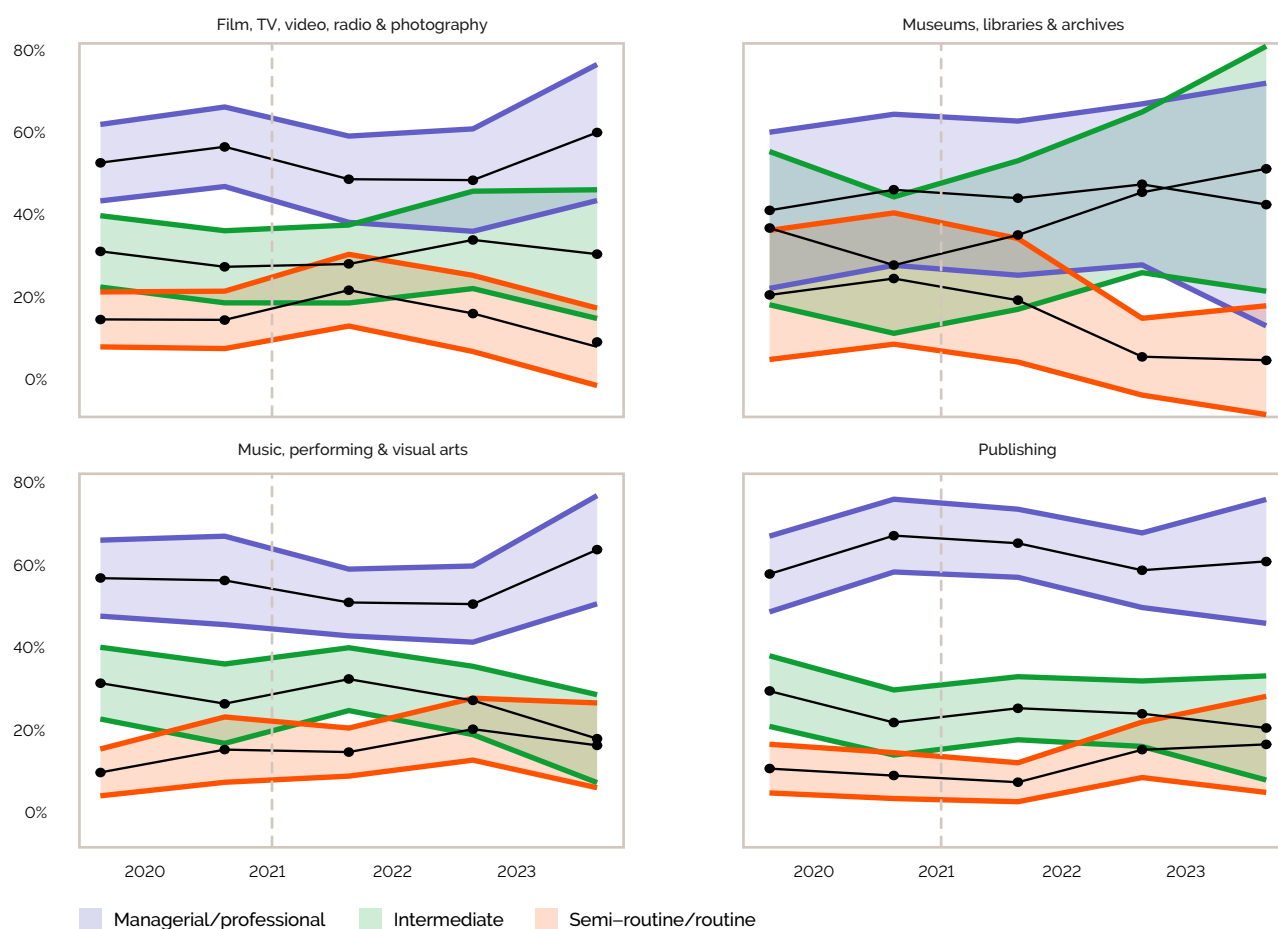 Film, TV, video, radio & photography
Museums, libraries & archives
80%
60%
40%
20%
0%
Music, performing & visual arts
Publishing
80%
60%
40%
20%
0%
2020 2021 2022 2023
2020 2021 2022 2023
Managerial/professional Intermediate Semi–routine/routine